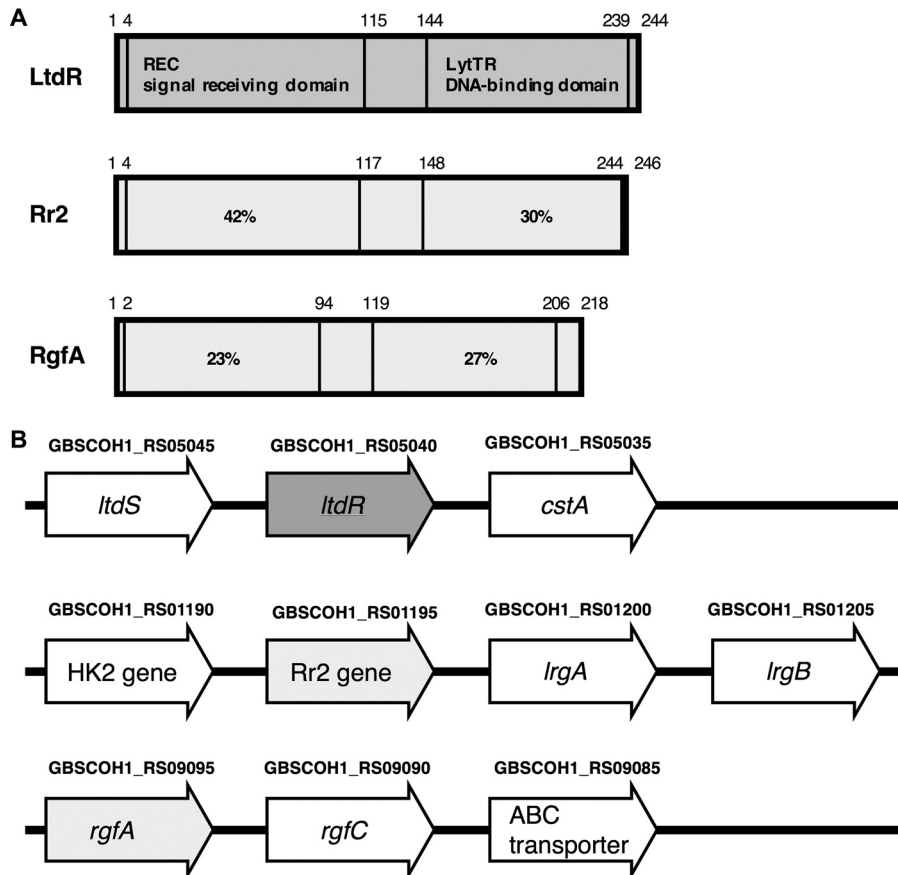 A
1 4 115 144 239 244
LtdR
REC
signal receiving domain
LytTR
DNA-binding domain
1 4 117 148 244 246
Rr2
42% 30%
1 2 94 119 206 218
RgfA
23% 27%
B
GBSCOH1_RS05045 GBSCOH1_RS05040 GBSCOH1_RS05035
ltdS ltdR cstA
GBSCOH1_RS01190 GBSCOH1_RS01195 GBSCOH1_RS01200 GBSCOH1_RS01205
HK2 gene Rr2 gene lrgA lrgB
GBSCOH1_RS09095 GBSCOH1_RS09090 GBSCOH1_RS09085
rgfA rgfC ABC
transporter